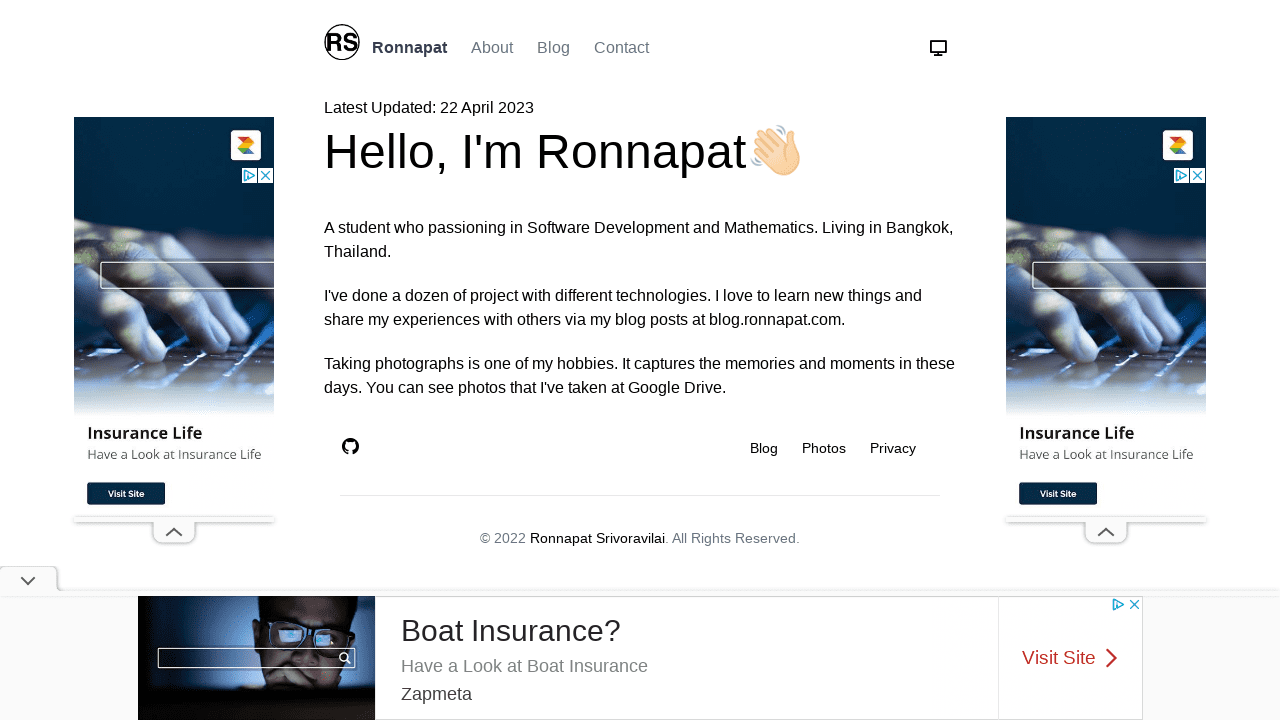 RS Ronnapat About Blog Contact
Latest Updated: 22 April 2023
Hello, I'm Ronnapat
A student who passioning in Software Development and Mathematics. Living in Bangkok,
Thailand.
I've done a dozen of project with different technologies. I love to learn new things and
share my experiences with others via my blog posts at blog.ronnapat.com.
Taking photographs is one of my hobbies. It captures the memories and moments in these
days. You can see photos that I've taken at Google Drive.
Blog Photos Privacy
© 2022 Ronnapat Srivoravilai. All Rights Reserved.
Insurance Life
Have a Look at Insurance Life
Visit Site
Insurance Life
Have a Look at Insurance Life
Visit Site
Boat Insurance?
Have a Look at Boat Insurance
Zapmeta
Visit Site